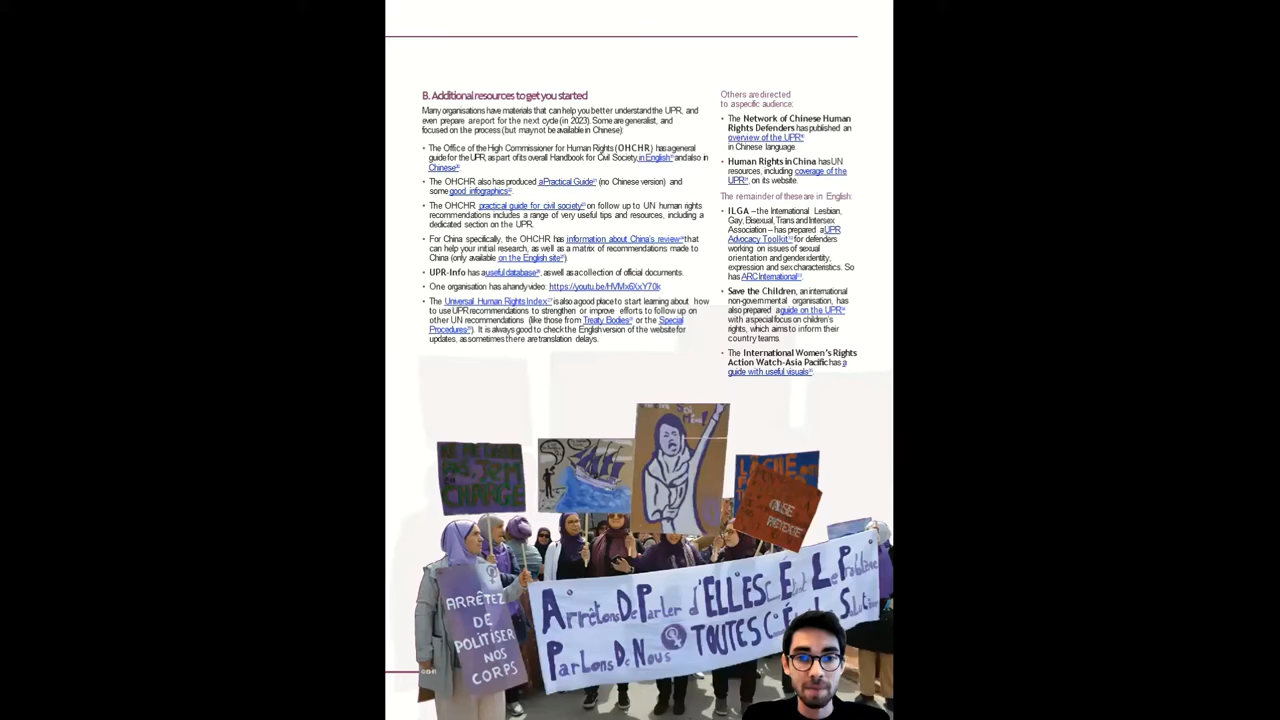 B. Additional resources to get you started
Many organisations have materials that can help you better understand the UPR, and
even prepare a report for the next cycle (in 2023). Some are generalist, and
focused on the process (but may not be available in Chinese):
• The Office of the High Commissioner for Human Rights (OHCHR) has a general
guide for the UPR, as part of its overall Handbook for Civil Society, in English and also in
Chinese.
• The OHCHR also has produced a Practical Guide (no Chinese version) and
some good infographics.
• The OHCHR practical guide for civil society on follow up to UN human rights
recommendations includes a range of very useful tips and resources, including a
dedicated section on the UPR.
• For China specifically, the OHCHR has information about China's review that
can help your initial research, as well as a matrix of recommendations made to
China (only available on the English site).
• UPR-Info has a useful database, as well as a collection of official documents.
• One organisation has a handy video:
• The Universal Human Rights Index is also a good place to start learning about how
to use UPR recommendations to strengthen or improve efforts to follow up on
other UN recommendations (like those from Treaty Bodies or the Special
Procedures). It is always good to check the English version of the website for
updates, as sometimes there are translation delays.
Others are directed
to a specific audience:
• The Network of Chinese Human
Rights Defenders has published an
overview of the UPR
in Chinese language.
• Human Rights in China has UN
resources, including coverage of the
UPR, on its website.
The remainder of these are in English:
• ILGA – the International Lesbian,
Gay, Bisexual, Trans and Intersex
Association – has prepared a UPR
Advocacy Toolkit for defenders
working on issues of sexual
orientation and gender identity,
expression and sex characteristics. So
has ARC International.
• Save the Children, an international
non-governmental organisation, has
also prepared a guide on the UPR
with a special focus on children's
rights, which aims to inform their
country teams.
• The International Women's Rights
Action Watch-Asia Pacific has a
guide with useful visuals.
CHANGE
CAUSE
PRETEXTE
ARRÊTEZ
DE
POLITISER
NOS
CORPS
ArrêtonsDeParler d'ELLES C'Étant Le Problème
ParlonsDeNous TOUTES C'É La Solution